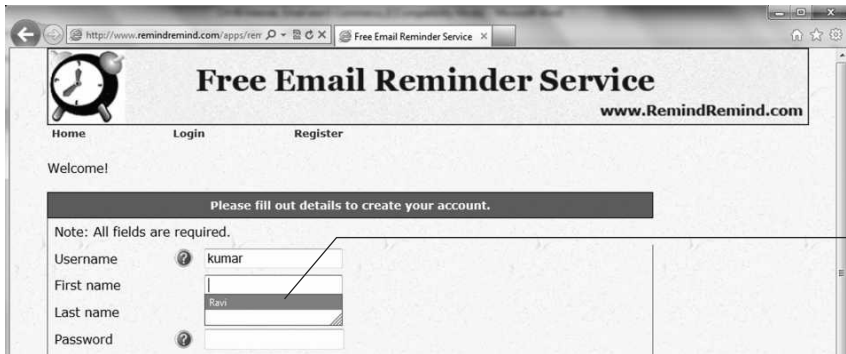 http://www.remindremind.com/apps/rem
Free Email Reminder Service ×
Free Email Reminder Service
www.RemindRemind.com
Home Login Register
Welcome!
Please fill out details to create your account.
Note: All fields are required.
Username ? kumar
First name
Ravi
Last name
Password ?